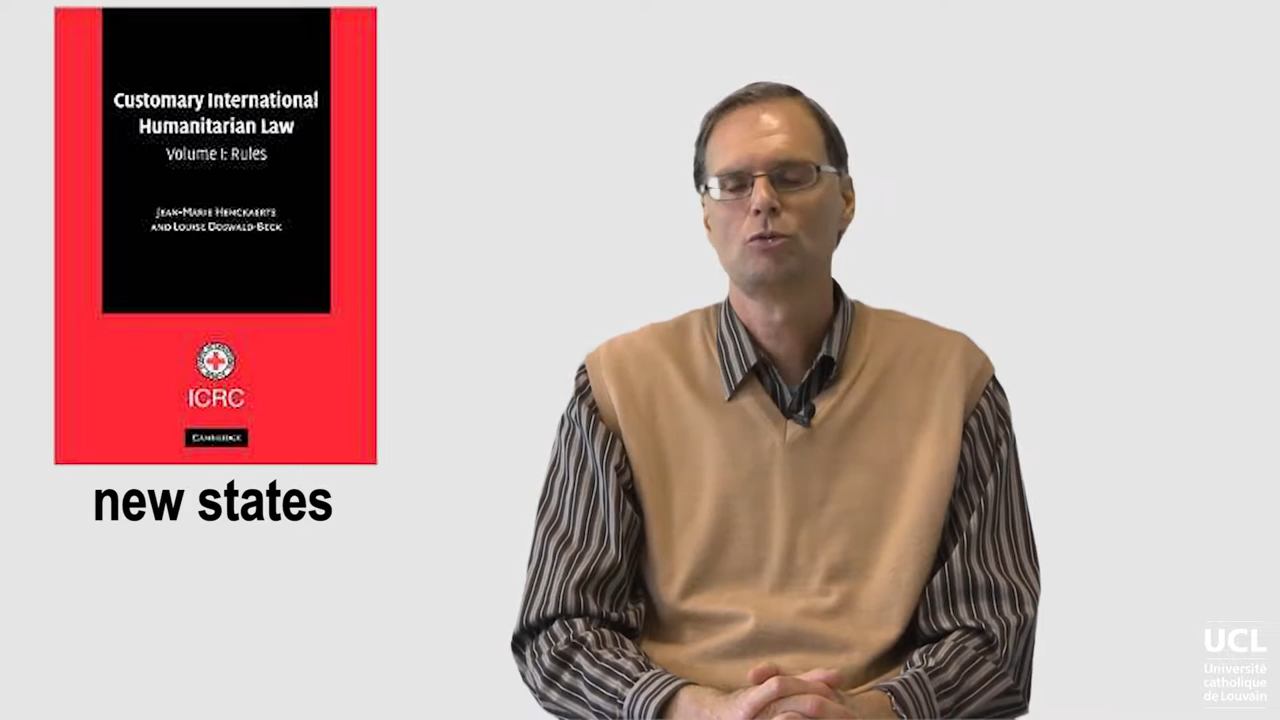 Customary International
Humanitarian Law
Volume I: Rules
JEAN-MARIE HENCKAERTS
AND LOUISE DOSWALD-BECK
ICRC
CAMBRIDGE
new states
UCL
Université
catholique
de Louvain